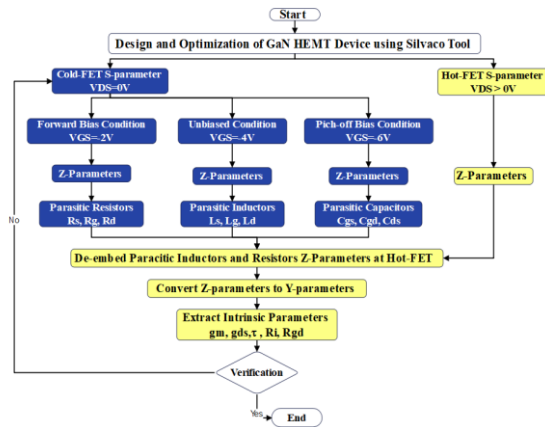 Start
Design and Optimization of GaN HEMT Device using Silvaco Tool
Cold-FET S-parameter
VDS=0V
Hot-FET S-parameter
VDS > 0V
Forward Bias Condition
VGS=-2V
Unbiased Condition
VGS=-4V
Pich-off Bias Condition
VGS=-6V
Z-Parameters
Z-Parameters
Z-Parameters
Z-Parameters
No
Parasitic Resistors
Rs, Rg, Rd
Parasitic Inductors
Ls, Lg, Ld
Parasitic Capacitors
Cgs, Cgd, Cds
De-embed Paracitic Inductors and Resistors Z-Parameters at Hot-FET
Convert Z-parameters to Y-parameters
Extract Intrinsic Parameters
gm, gds,τ , Ri, Rgd
Verification
Yes
End